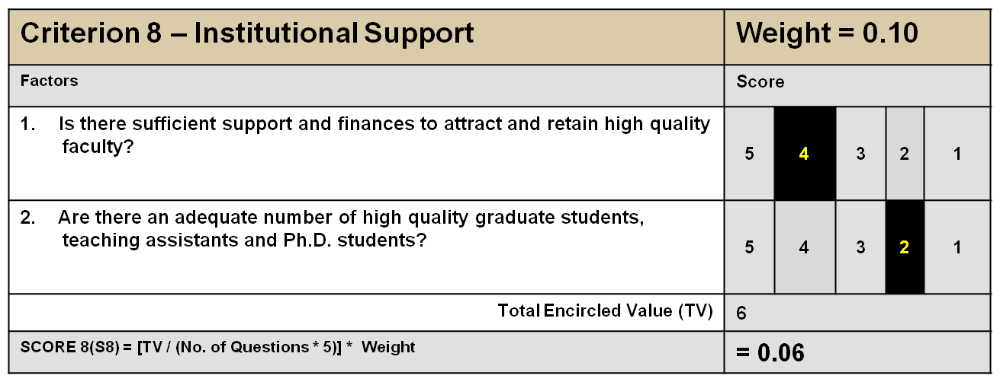 Criterion 8 – Institutional Support Weight = 0.10
Factors Score
1. Is there sufficient support and finances to attract and retain high quality
faculty?
5 4 3 2 1
2. Are there an adequate number of high quality graduate students,
teaching assistants and Ph.D. students?
5 4 3 2 1
Total Encircled Value (TV) 6
SCORE 8(S8) = [TV / (No. of Questions * 5)] * Weight = 0.06